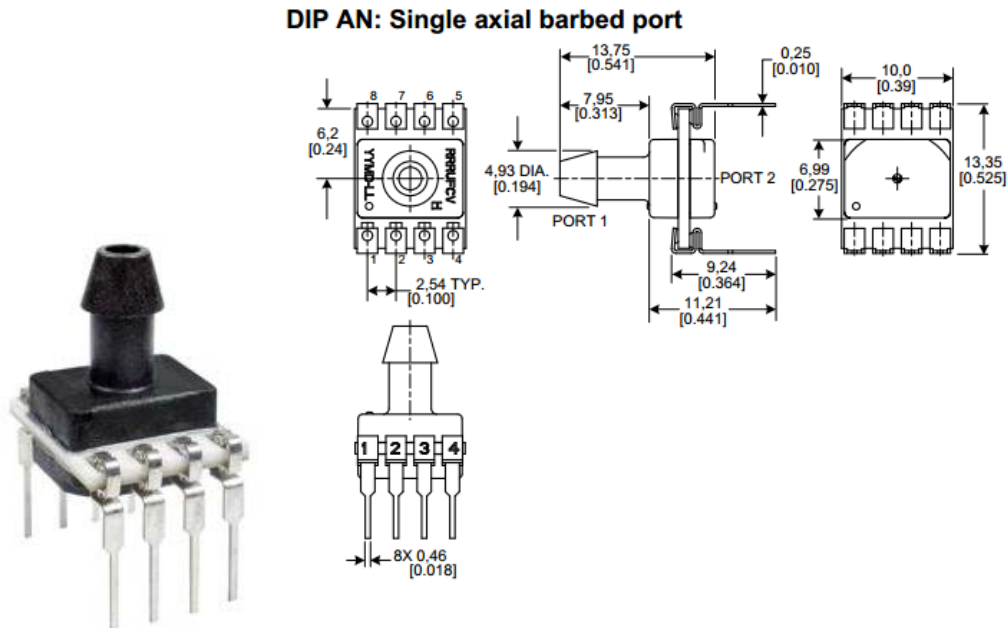 DIP AN: Single axial barbed port
8 7 6 5
6,2
[0.24]
YYMD-LL
RRRUFCV
H
1 2 3 4
2,54 TYP.
[0.100]
13,75
[0.541]
7,95
[0.313]
0,25
[0.010]
4,93 DIA.
[0.194]
PORT 1
PORT 2
9,24
[0.364]
11,21
[0.441]
10,0
[0.39]
6,99
[0.275]
13,35
[0.525]
1 2 3 4
8X 0,46
[0.018]